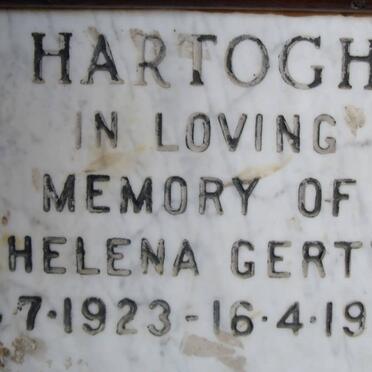 HARTOGH
IN LOVING
MEMORY OF
HELENA GERT
7·1923-16·4·19